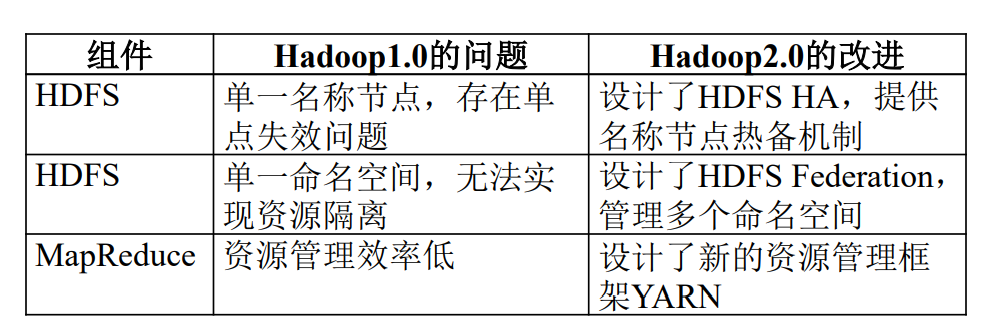 组件 Hadoop1.0的问题 Hadoop2.0的改进
HDFS 单一名称节点，存在单 设计了HDFS HA，提供
点失效问题 名称节点热备机制
HDFS 单一命名空间，无法实 设计了HDFS Federation，
现资源隔离 管理多个命名空间
MapReduce 资源管理效率低 设计了新的资源管理框
架YARN